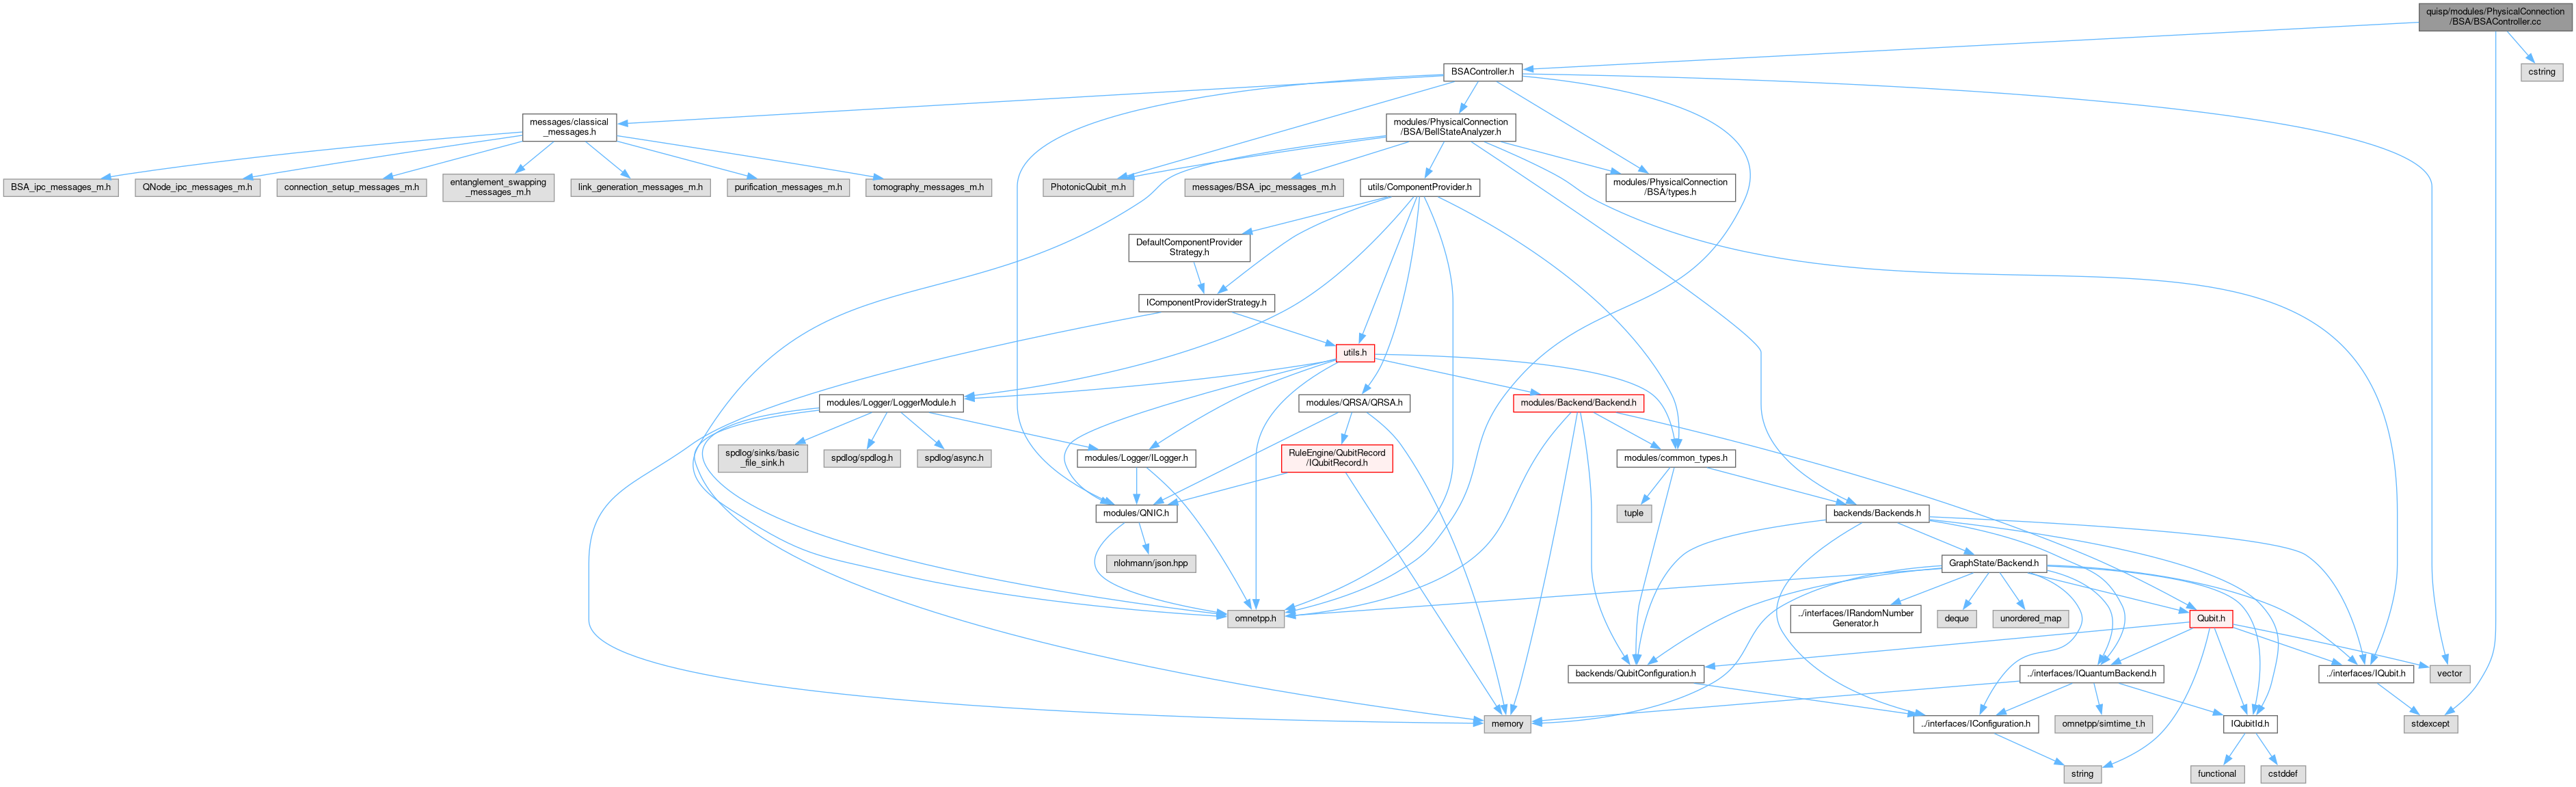 quisp/modules/PhysicalConnection
/BSA/BSAController.cc
BSAController.h
cstring
messages/classical
_messages.h
modules/PhysicalConnection
/BSA/BellStateAnalyzer.h
BSA_ipc_messages_m.h
QNode_ipc_messages_m.h
connection_setup_messages_m.h
entanglement_swapping
_messages_m.h
link_generation_messages_m.h
purification_messages_m.h
tomography_messages_m.h
PhotonicQubit_m.h
messages/BSA_ipc_messages_m.h
utils/ComponentProvider.h
modules/PhysicalConnection
/BSA/types.h
DefaultComponentProvider
Strategy.h
IComponentProviderStrategy.h
utils.h
modules/Logger/LoggerModule.h
modules/QRSA/QRSA.h
modules/Backend/Backend.h
spdlog/sinks/basic
_file_sink.h
spdlog/spdlog.h
spdlog/async.h
modules/Logger/ILogger.h
RuleEngine/QubitRecord
/IQubitRecord.h
modules/common_types.h
modules/QNIC.h
tuple
backends/Backends.h
nlohmann/json.hpp
GraphState/Backend.h
omnetpp.h
../interfaces/IRandomNumber
Generator.h
deque
unordered_map
Qubit.h
backends/QubitConfiguration.h
../interfaces/IQuantumBackend.h
../interfaces/IQubit.h
vector
memory
../interfaces/IConfiguration.h
omnetpp/simtime_t.h
IQubitId.h
stdexcept
string
functional
cstddef